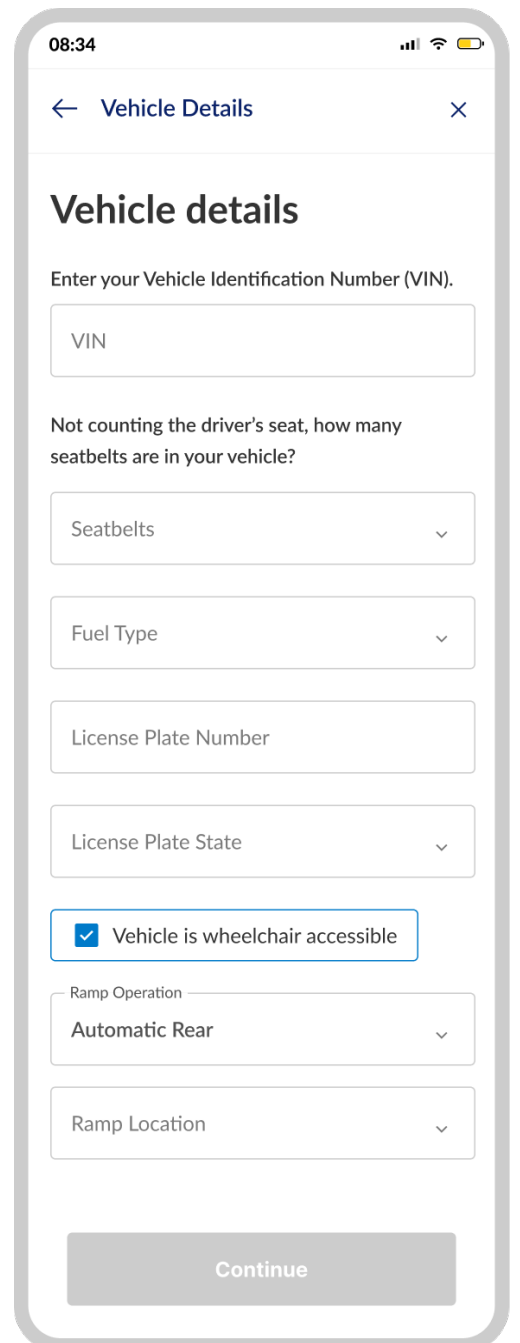 08:34
Vehicle Details
Vehicle details
Enter your Vehicle Identification Number (VIN).
VIN
Not counting the driver's seat, how many
seatbelts are in your vehicle?
Seatbelts
Fuel Type
License Plate Number
License Plate State
Vehicle is wheelchair accessible
Ramp Operation
Automatic Rear
Ramp Location
Continue